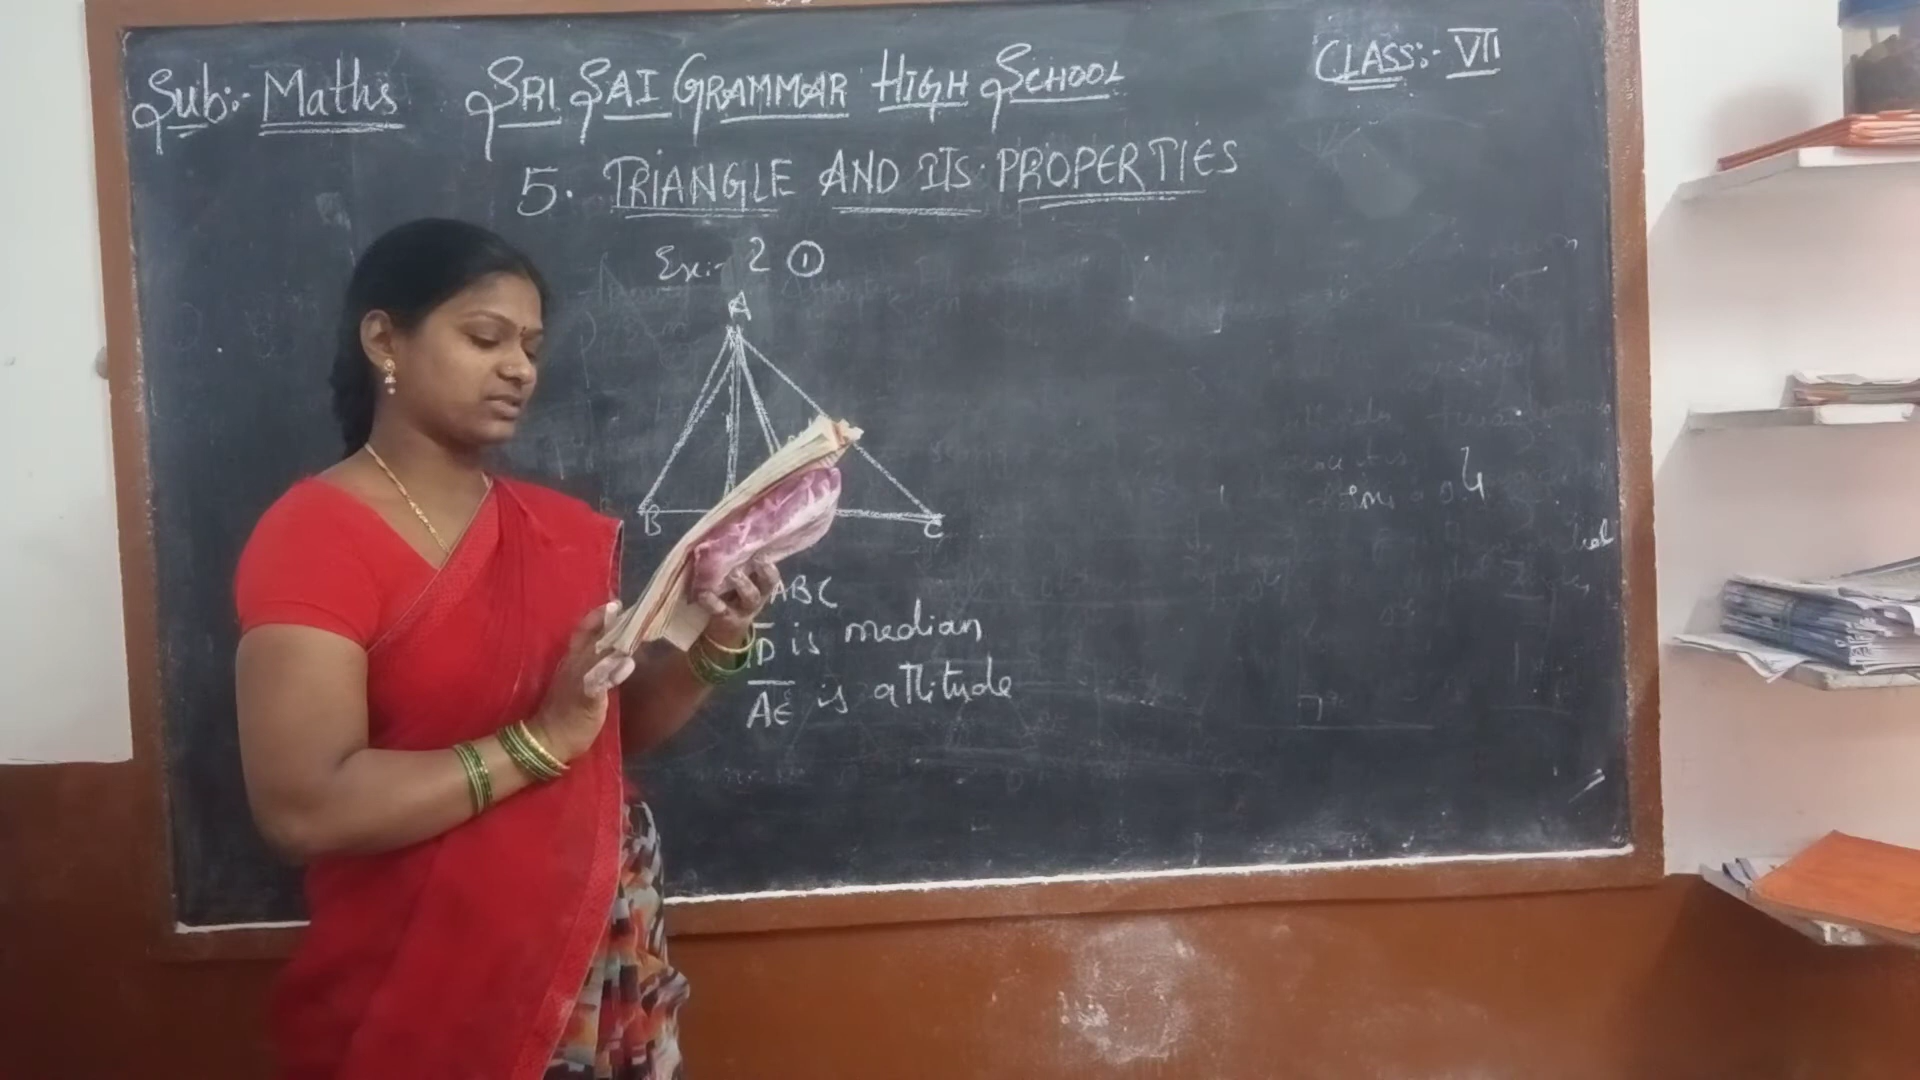 Sub:- Maths SRI SAI GRAMMAR HIGH SCHOOL CLASS:- VII
5. TRIANGLE AND ITS PROPERTIES
Ex:- 2 ①
A
B C
ABC
D is median
AE is altitude